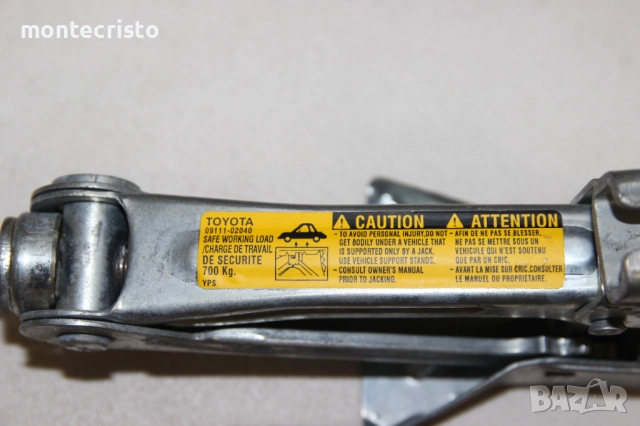 montecristo
TOYOTA
09111-02040
SAFE WORKING LOAD
/CHARGE DE TRAVAIL
DE SÉCURITÉ
700 Kg.
YPS
CAUTION
- TO AVOID PERSONAL INJURY,DO NOT
GET BODILY UNDER A VEHICLE THAT
IS SUPPORTED ONLY BY A JACK.
USE VEHICLE SUPPORT STANDS.
- CONSULT OWNER'S MANUAL
PRIOR TO JACKING.
ATTENTION
- AFIN DE NE PAS SE BLESSER,
NE PAS SE METTRE SOUS UN
VÉHICULE QUI N'EST SOUTENU
QUE PAR UN CRIC.
- AVANT LA MISE SUR CRIC,CONSULTER
LE MANUEL DU PROPRIÉTAIRE.
BAZAR